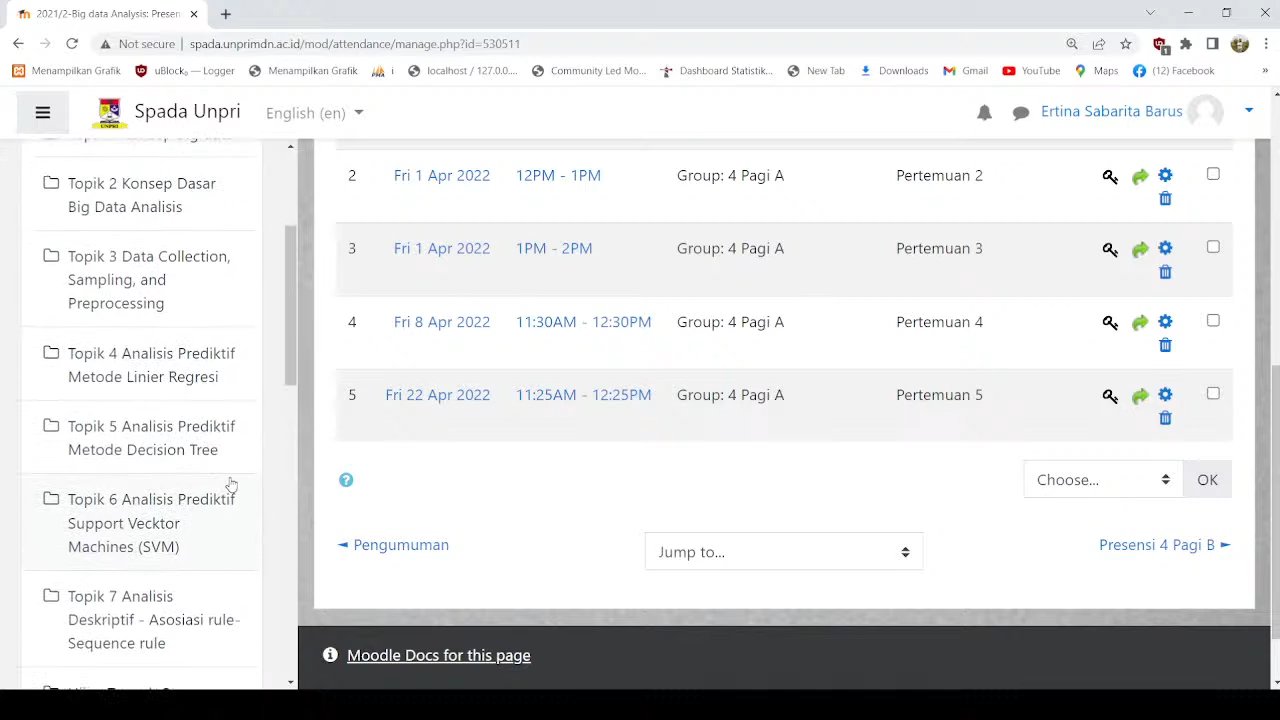 2021/2-Big data Analysis: Presen
Not secure
spada.unprimdn.ac.id/mod/attendance/manage.php?id=530511
1
Menampilkan Grafik
uBlock₀ — Logger
Menampilkan Grafik
i
localhost / 127.0.0....
Community Led Mo...
Dashboard Statistik...
New Tab
Downloads
Gmail
YouTube
Maps
(12) Facebook
»
Spada Unpri
English (en)
Ertina Sabarita Barus
Topik 2 Konsep Dasar
Big Data Analisis
Topik 3 Data Collection,
Sampling, and
Preprocessing
Topik 4 Analisis Prediktif
Metode Linier Regresi
Topik 5 Analisis Prediktif
Metode Decision Tree
Topik 6 Analisis Prediktif
Support Vecktor
Machines (SVM)
Topik 7 Analisis
Deskriptif - Asosiasi rule-
Sequence rule
2 Fri 1 Apr 2022 12PM - 1PM Group: 4 Pagi A Pertemuan 2
3 Fri 1 Apr 2022 1PM - 2PM Group: 4 Pagi A Pertemuan 3
4 Fri 8 Apr 2022 11:30AM - 12:30PM Group: 4 Pagi A Pertemuan 4
5 Fri 22 Apr 2022 11:25AM - 12:25PM Group: 4 Pagi A Pertemuan 5
?
Choose...
OK
◄ Pengumuman
Jump to...
Presensi 4 Pagi B ►
Moodle Docs for this page